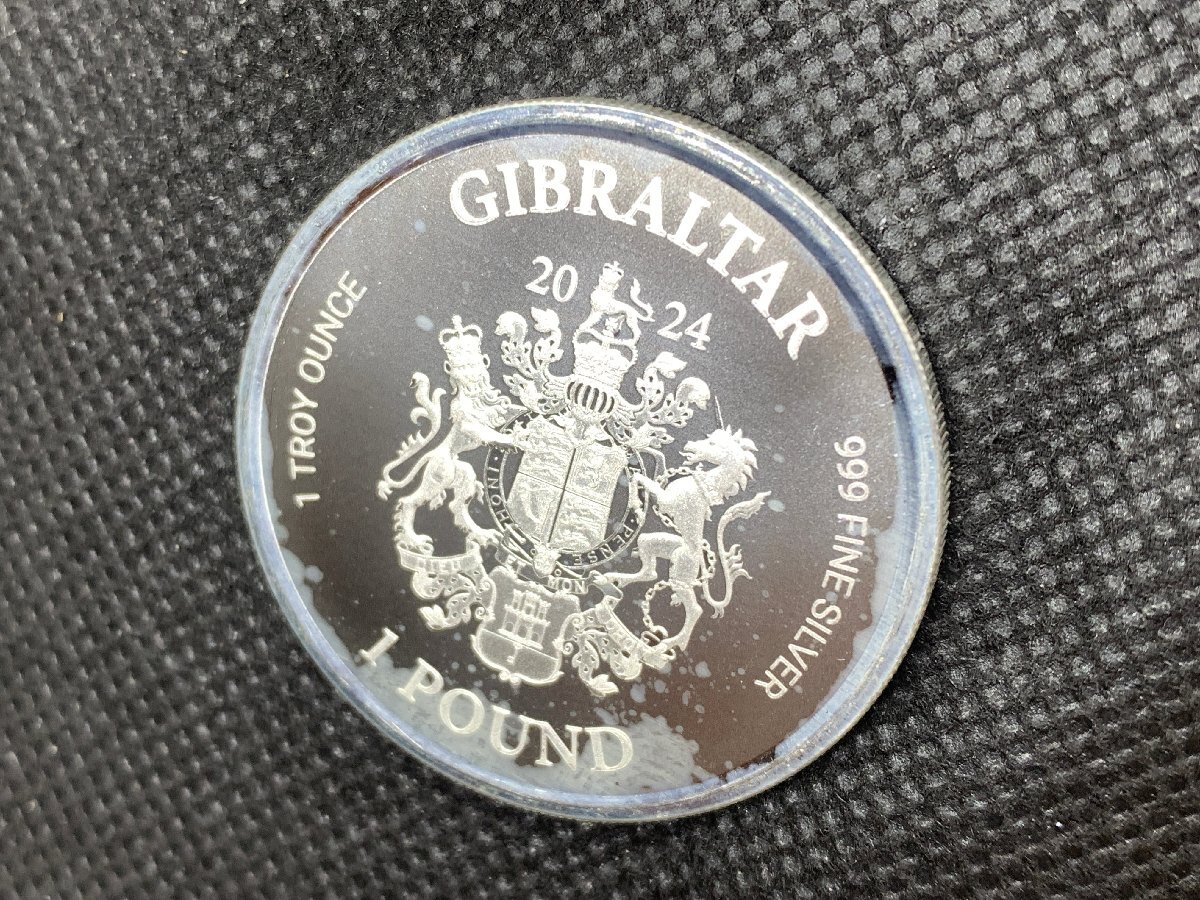 GIBRALTAR
20 24
1 TROY OUNCE
999 FINE SILVER
1 POUND